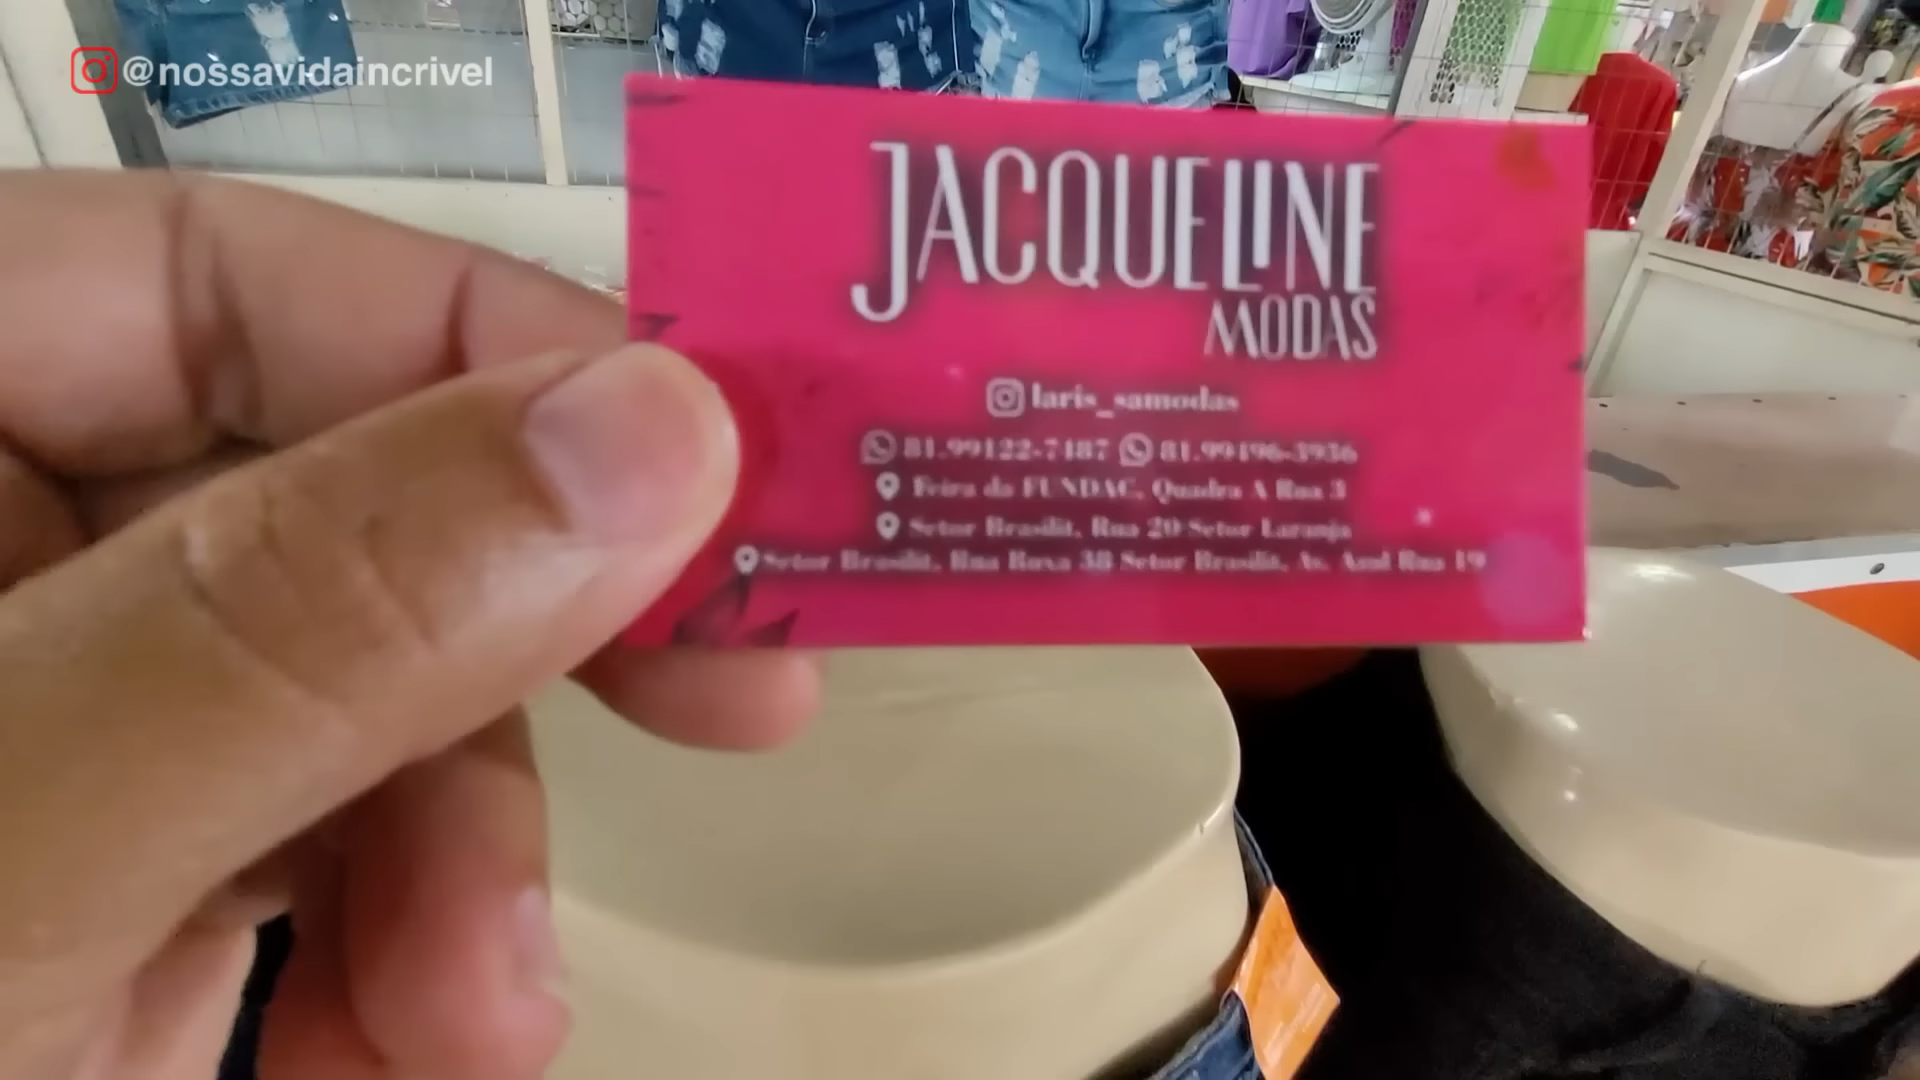 @nossavidaincrivel
JACQUELINE
MODAS
laris_samodas
81.99122-7487 81.99496-3936
Feira da FUNDAC, Quadra A Rua 3
Setor Brasilit, Rua 20 Setor Laranja
Setor Brasilit, Rua Roxa 38 Setor Brasilit, Av. Azul Rua 19